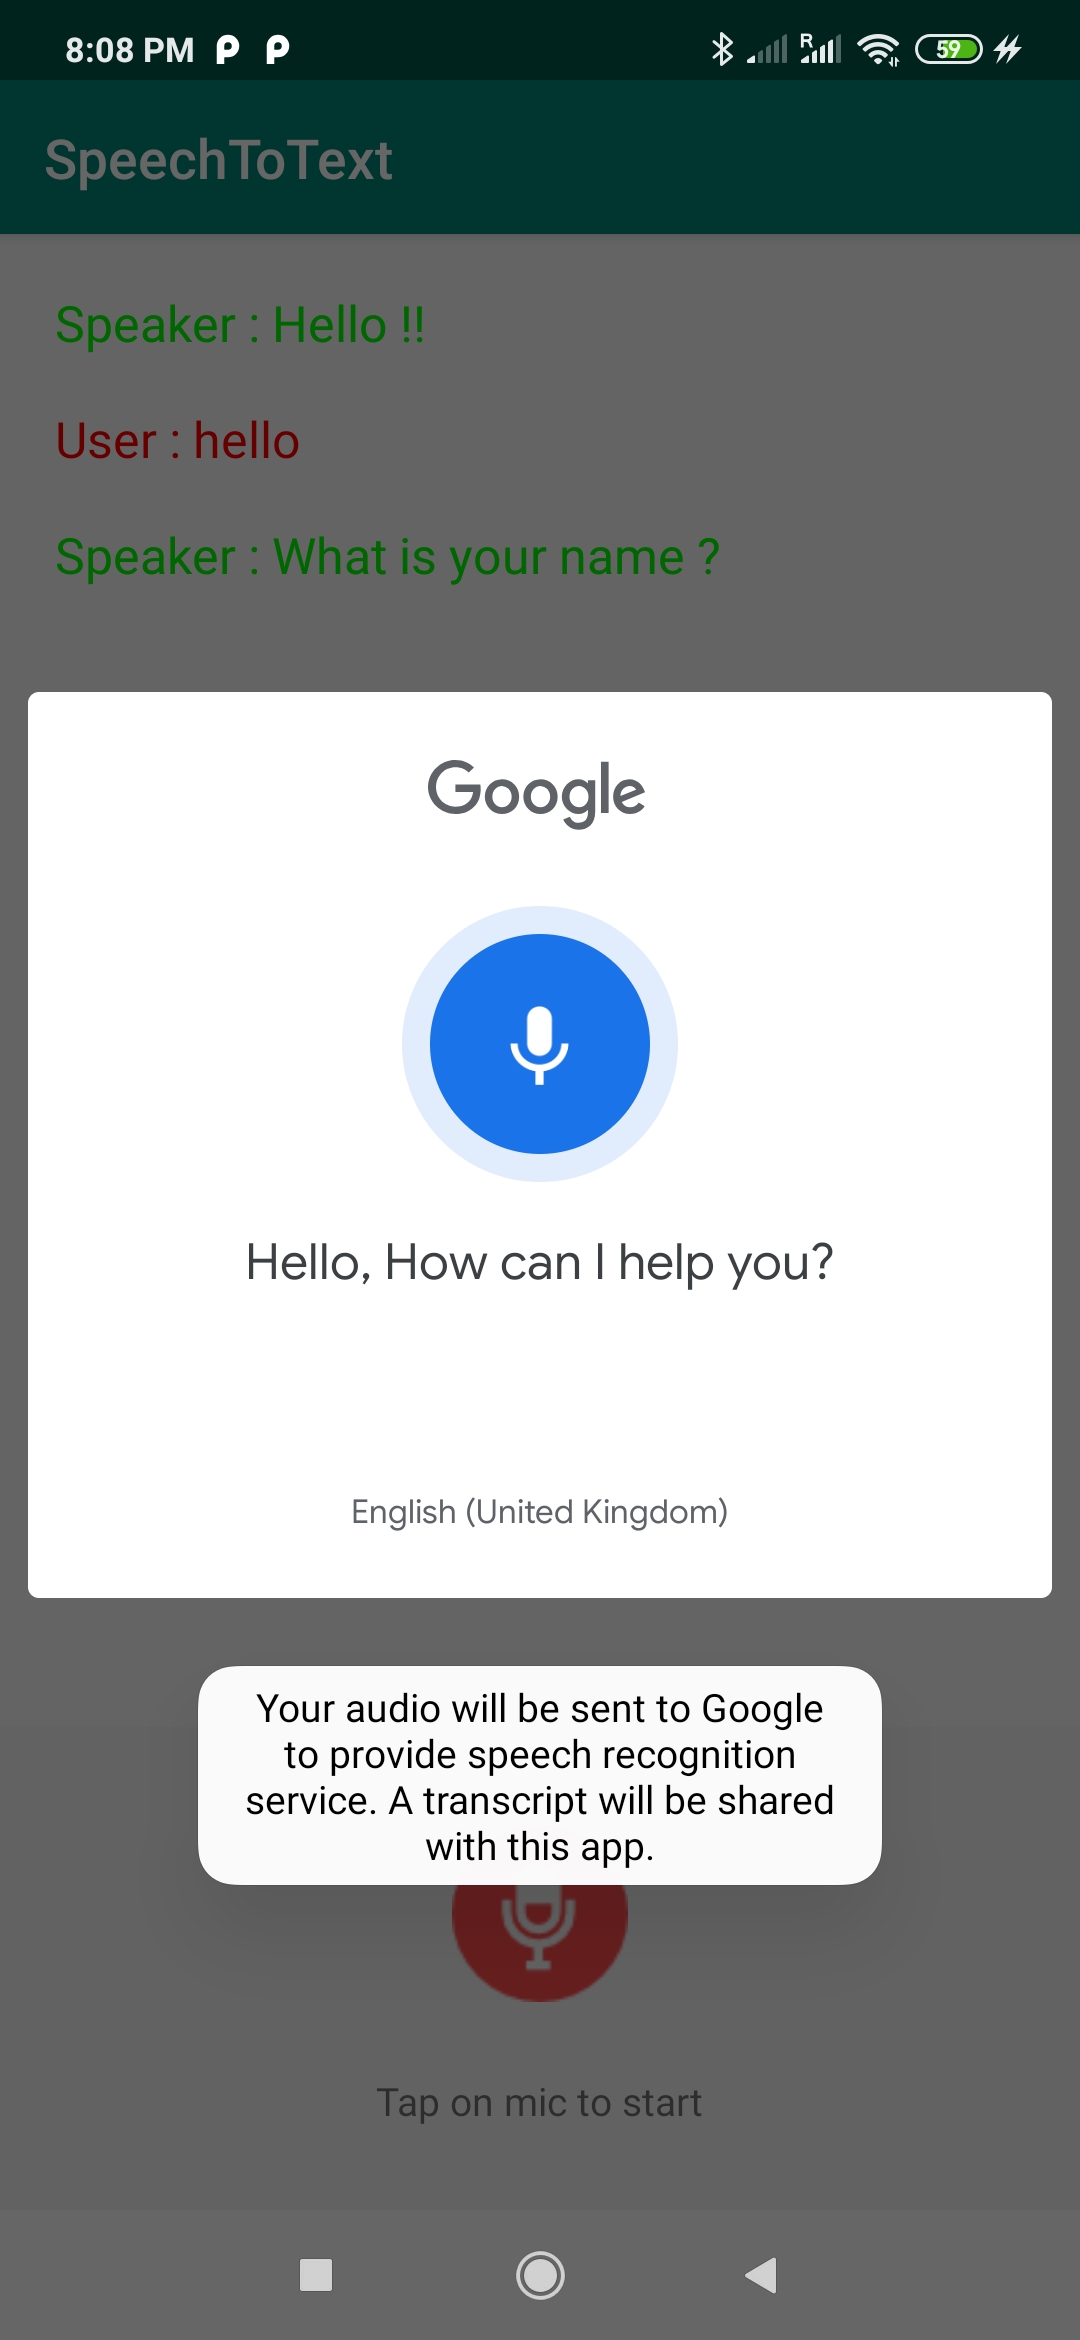 8:08 PM
R
59
SpeechToText
Speaker : Hello !!
User : hello
Speaker : What is your name ?
Google
Hello, How can I help you?
English (United Kingdom)
Your audio will be sent to Google
to provide speech recognition
service. A transcript will be shared
with this app.
Tap on mic to start